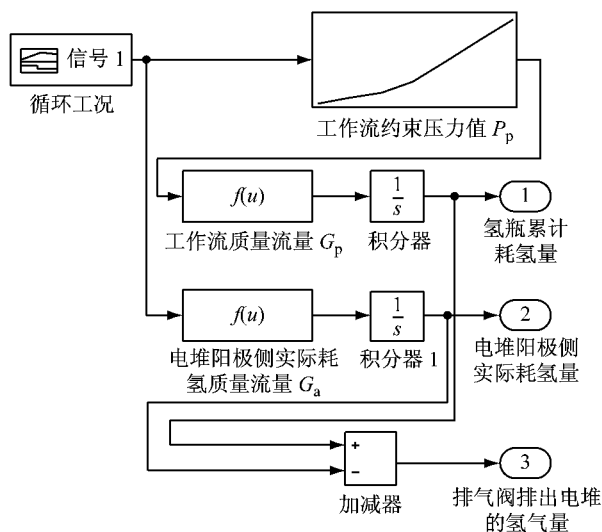 信号 1
循环工况
工作流约束压力值 Pp
f(u)
工作流质量流量 Gp
1
s
积分器
1
氢瓶累计
耗氢量
f(u)
电堆阳极侧实际耗
氢质量流量 Ga
1
s
积分器 1
2
电堆阳极侧
实际耗氢量
+
−
加减器
3
排气阀排出电堆
的氢气量